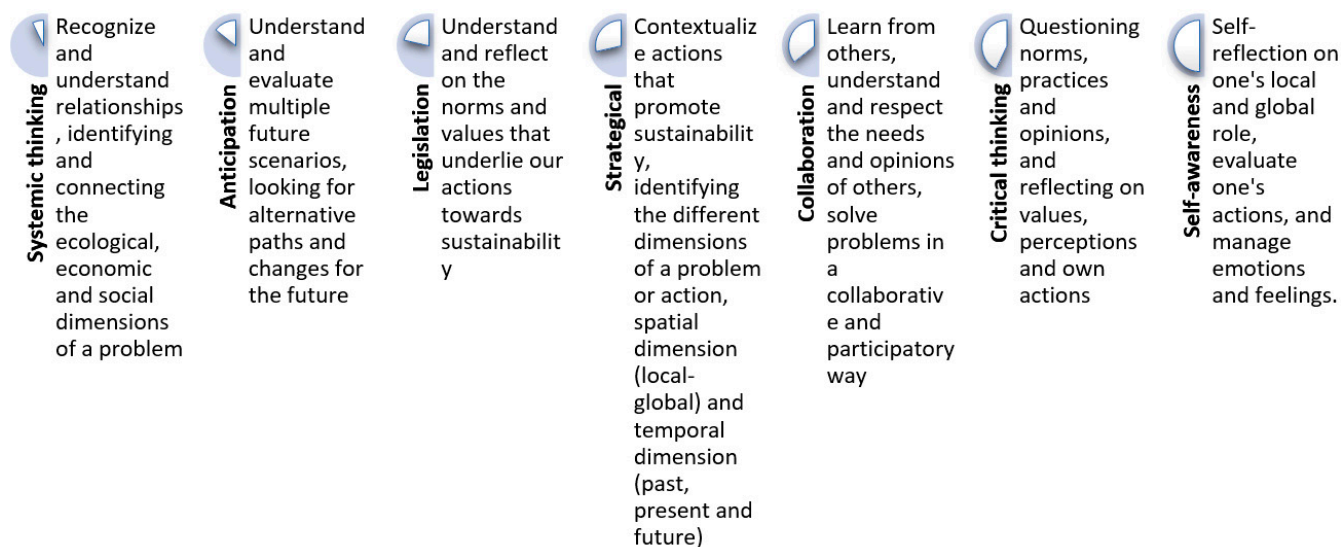 Systemic thinking
Recognize
and
understand
relationships
, identifying
and
connecting
the
ecological,
economic
and social
dimensions
of a problem
Anticipation
Understand
and
evaluate
multiple
future
scenarios,
looking for
alternative
paths and
changes for
the future
Legislation
Understand
and reflect
on the
norms and
values that
underlie our
actions
towards
sustainabilit
y
Strategical
Contextualiz
e actions
that
promote
sustainabilit
y,
identifying
the different
dimensions
of a problem
or action,
spatial
dimension
(local-
global) and
temporal
dimension
(past,
present and
future)
Collaboration
Learn from
others,
understand
and respect
the needs
and opinions
of others,
solve
problems in
a
collaborativ
e and
participatory
way
Critical thinking
Questioning
norms,
practices
and
opinions,
and
reflecting on
values,
perceptions
and own
actions
Self-awareness
Self-
reflection on
one's local
and global
role,
evaluate
one's
actions, and
manage
emotions
and feelings.